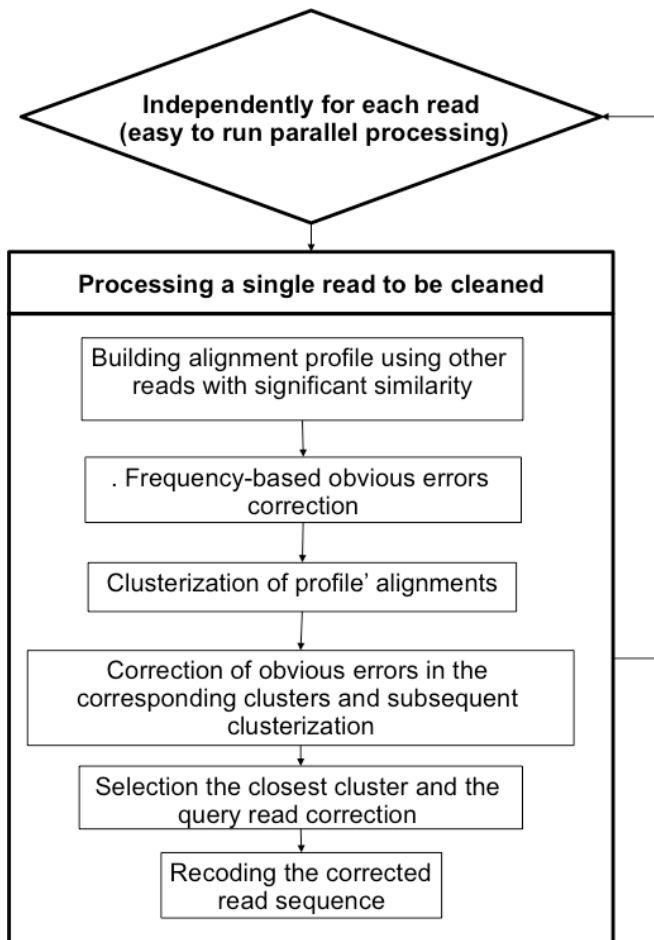 Independently for each read
(easy to run parallel processing)
Processing a single read to be cleaned
Building alignment profile using other
reads with significant similarity
. Frequency-based obvious errors
correction
Clusterization of profile’ alignments
Correction of obvious errors in the
corresponding clusters and subsequent
clusterization
Selection the closest cluster and the
query read correction
Recoding the corrected
read sequence